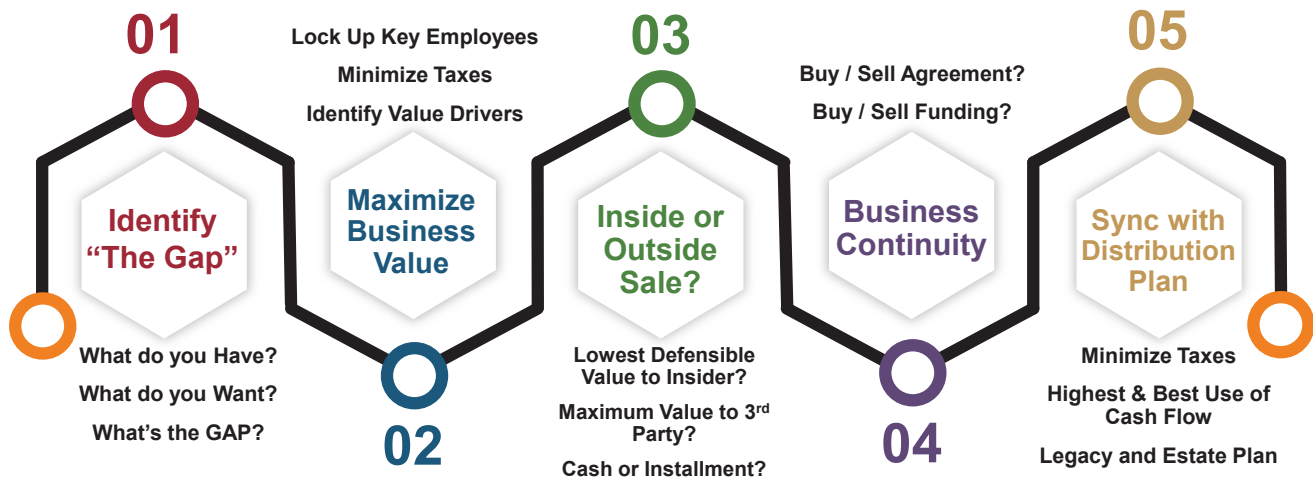 01
Identify
“The Gap”
What do you Have?
What do you Want?
What’s the GAP?
Lock Up Key Employees
Minimize Taxes
Identify Value Drivers
Maximize
Business
Value
02
03
Inside or
Outside
Sale?
Lowest Defensible
Value to Insider?
Maximum Value to 3rd
Party?
Cash or Installment?
Buy / Sell Agreement?
Buy / Sell Funding?
Business
Continuity
04
05
Sync with
Distribution
Plan
Minimize Taxes
Highest & Best Use of
Cash Flow
Legacy and Estate Plan